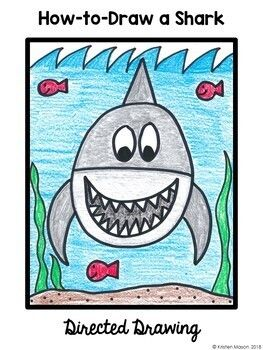 How-to-Draw a Shark
Directed Drawing
© Kristen Mason 2018